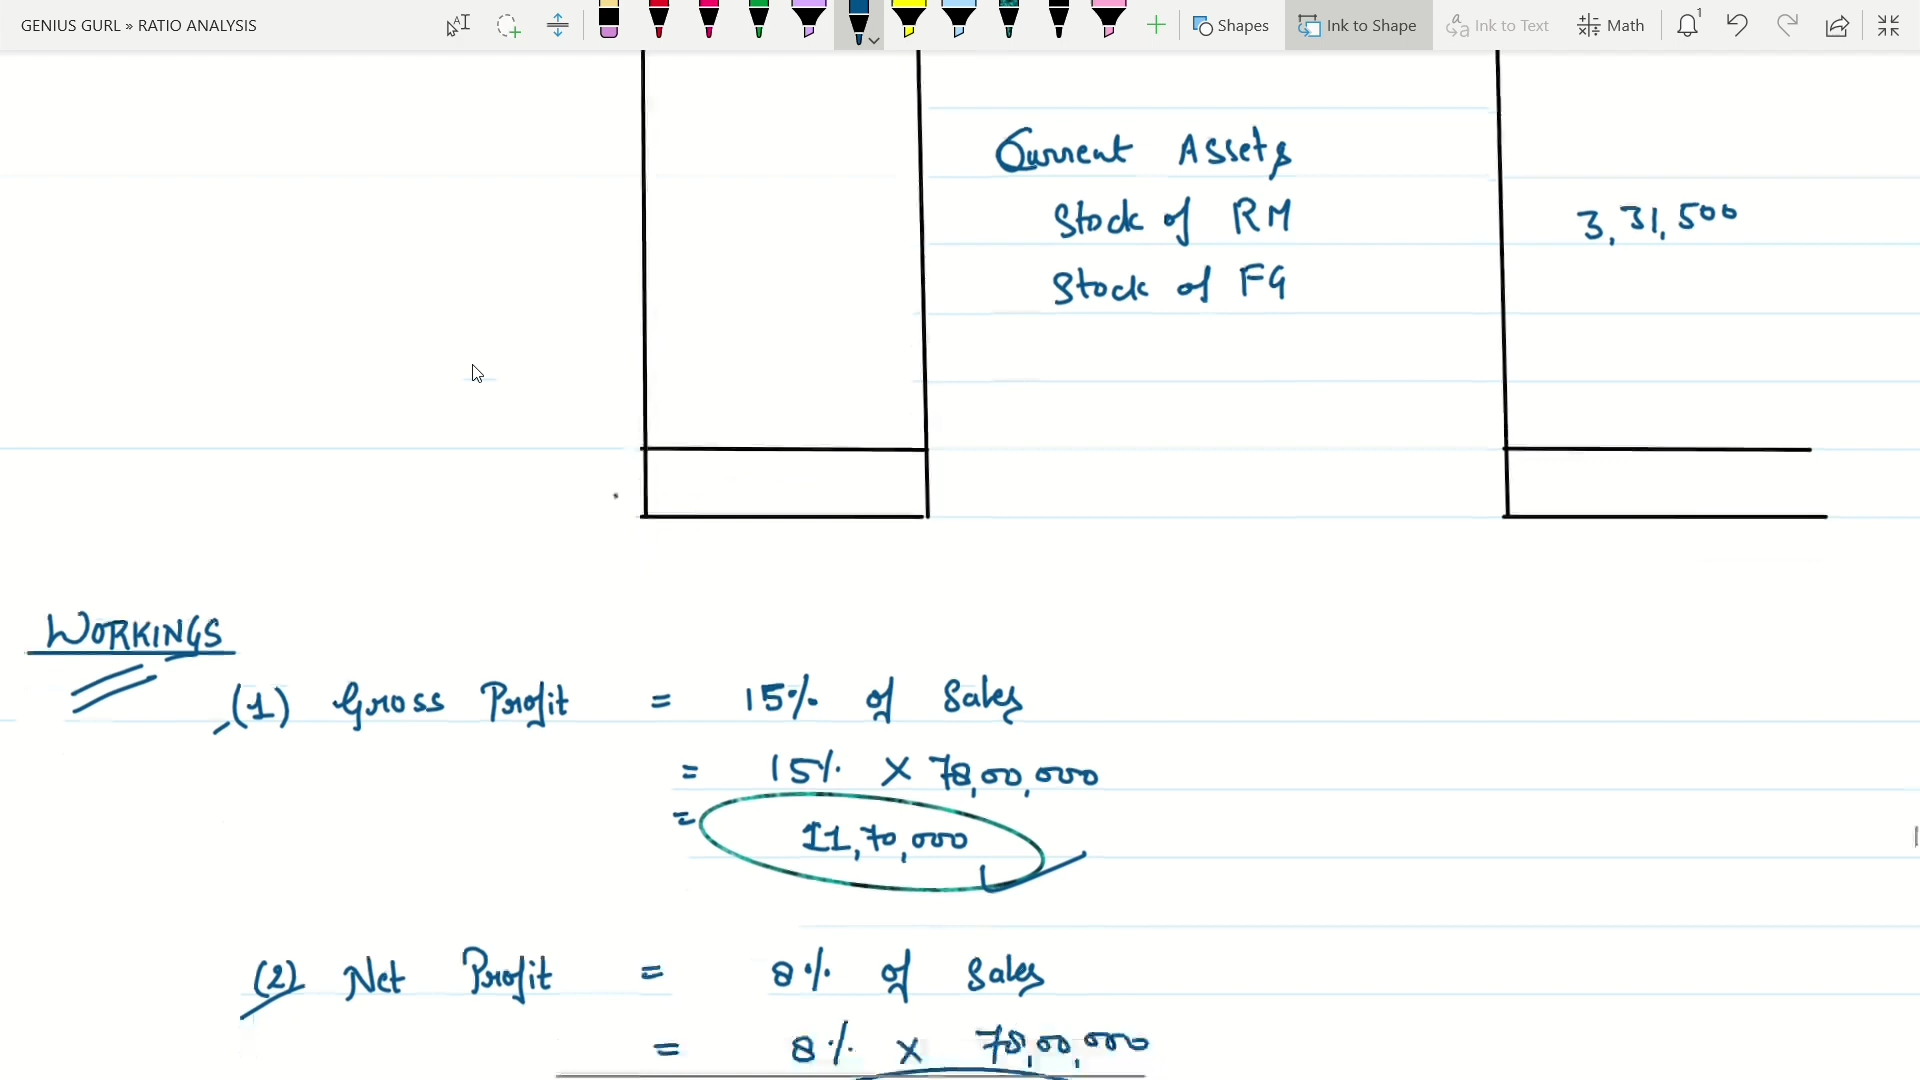 GENIUS GURL » RATIO ANALYSIS
Shapes Ink to Shape Ink to Text Math 1
Current Assets
Stock of RM 3,31,500
Stock of FG
WORKINGS
(1) Gross Profit = 15% of Sales
= 15% × 78,00,000
= 11,70,000
(2) Net Profit = 8% of Sales
= 8% × 78,00,000